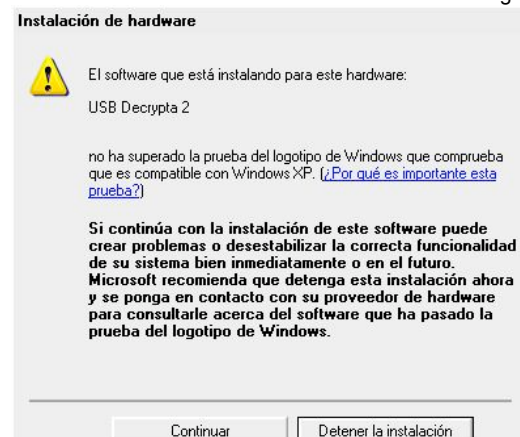 Instalación de hardware
El software que está instalando para este hardware:
USB Decrypta 2
no ha superado la prueba del logotipo de Windows que comprueba
que es compatible con Windows XP. (¿Por qué es importante esta
prueba?)
Si continúa con la instalación de este software puede
crear problemas o desestabilizar la correcta funcionalidad
de su sistema bien inmediatamente o en el futuro.
Microsoft recomienda que detenga esta instalación ahora
y se ponga en contacto con su proveedor de hardware
para consultarle acerca del software que ha pasado la
prueba del logotipo de Windows.
Continuar Detener la instalación